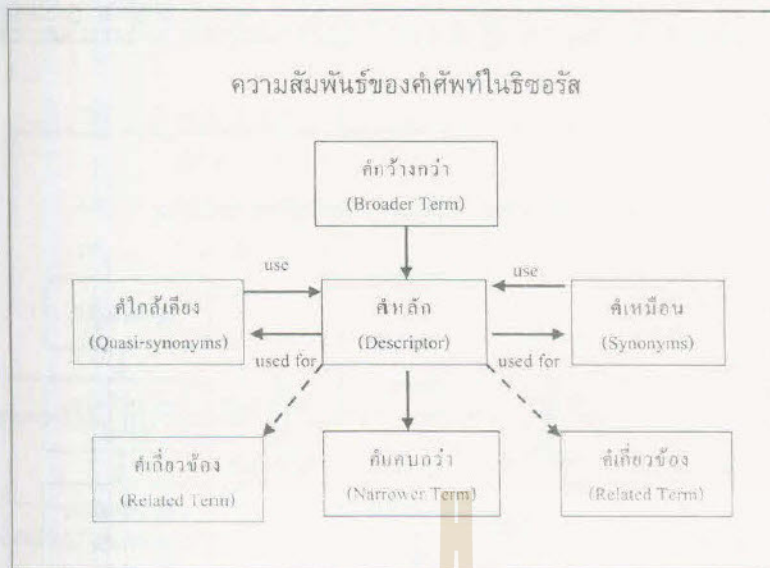 ความสัมพันธ์ของคำศัพท์ในธิซอรัส
คำกว้างกว่า
(Broader Term)
use
use
คำใกล้เคียง
(Quasi-synonyms)
คำหลัก
(Descriptor)
คำเหมือน
(Synonyms)
used for
used for
คำเกี่ยวข้อง
(Related Term)
คำแคบกว่า
(Narrower Term)
คำเกี่ยวข้อง
(Related Term)